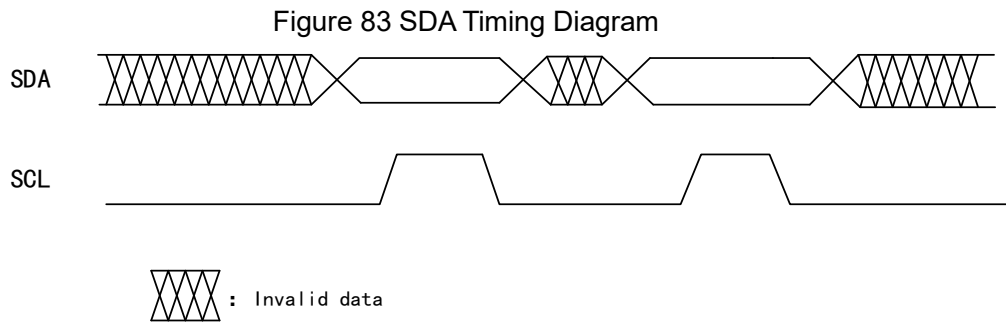 Figure 83 SDA Timing Diagram
SDA
SCL
: Invalid data